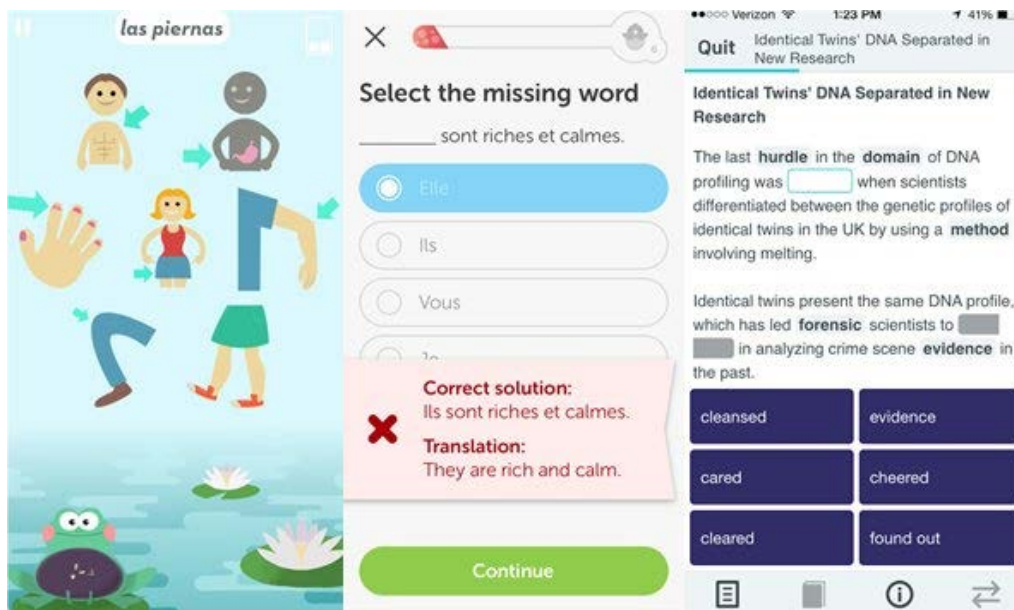 las piernas
Select the missing word
______ sont riches et calmes.
Elle
Ils
Vous
Je
Correct solution:
Ils sont riches et calmes.
Translation:
They are rich and calm.
Continue
Verizon 1:23 PM 41%
Quit
Identical Twins' DNA Separated in
New Research
Identical Twins' DNA Separated in New
Research
The last hurdle in the domain of DNA
profiling was when scientists
differentiated between the genetic profiles of
identical twins in the UK by using a method
involving melting.
Identical twins present the same DNA profile,
which has led forensic scientists to
in analyzing crime scene evidence in
the past.
cleansed
evidence
cared
cheered
cleared
found out